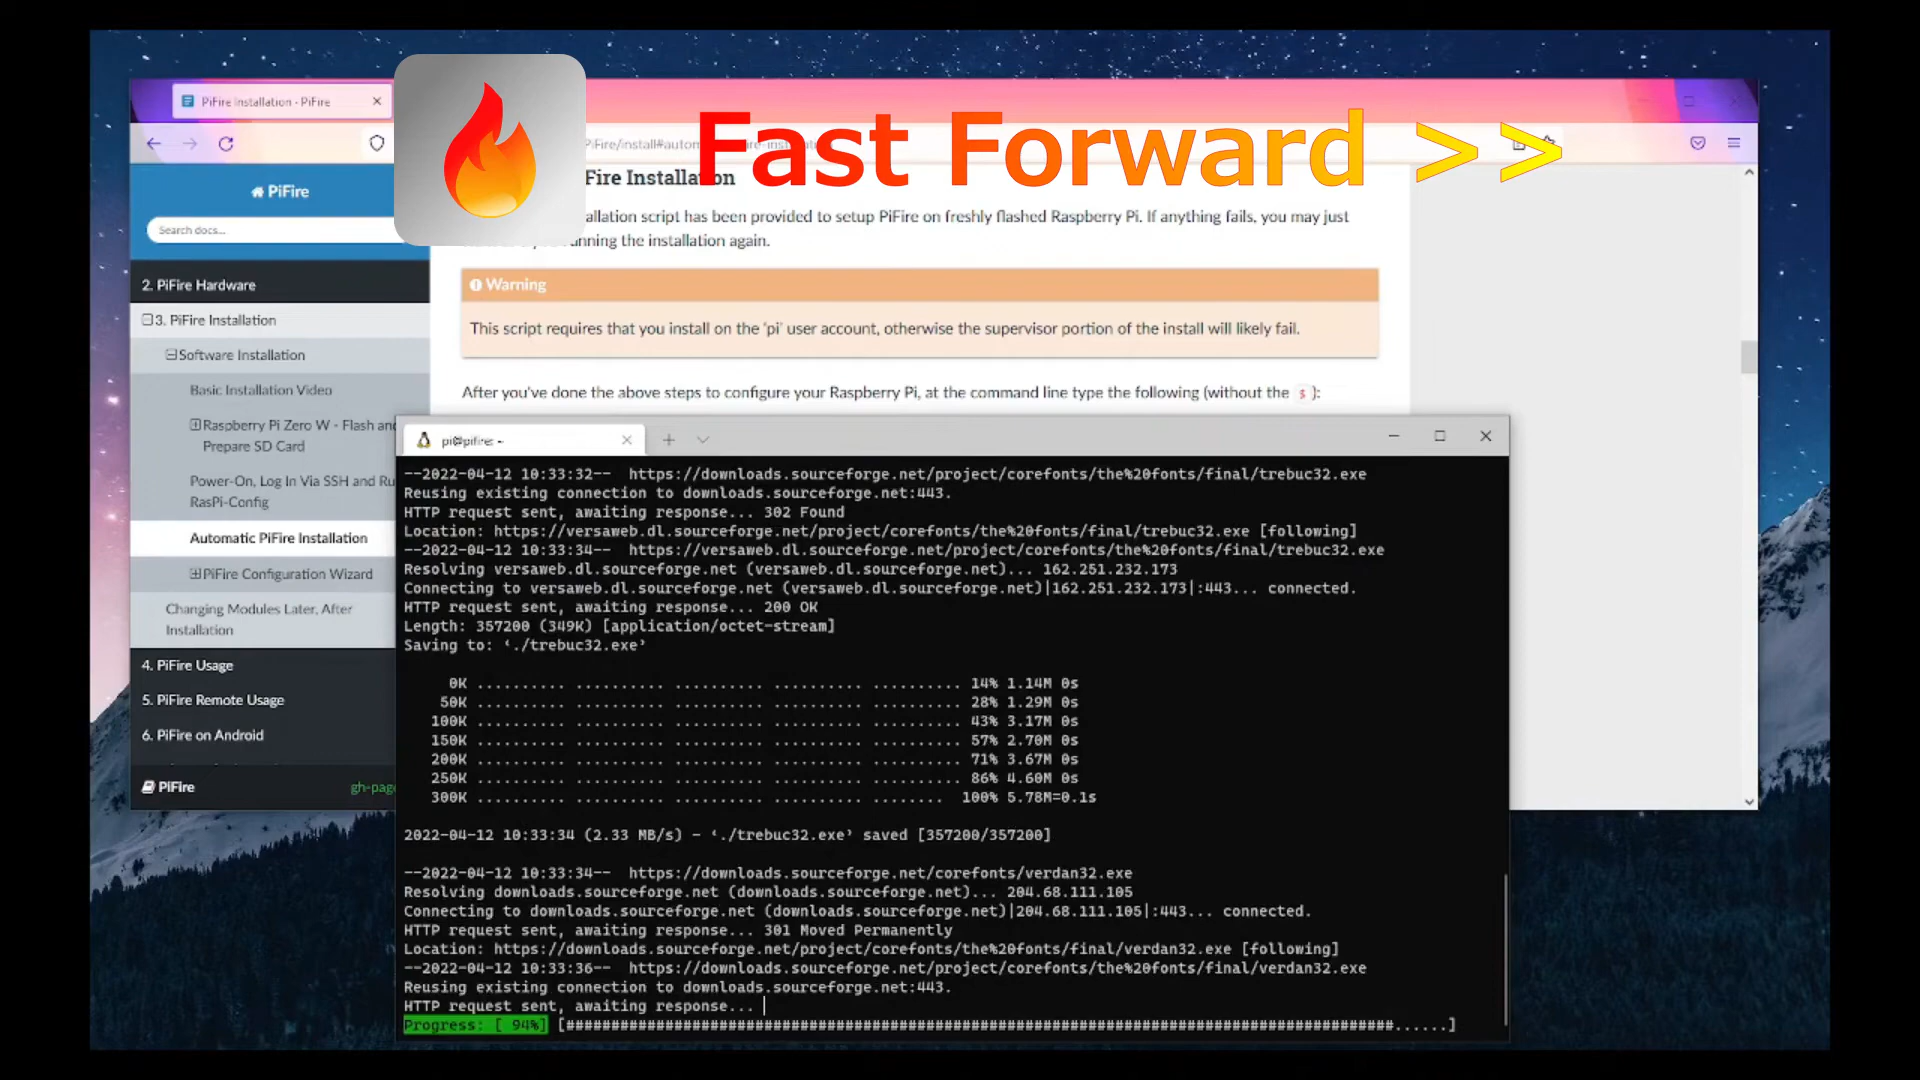 PiFire Installation - PiFire
Fast Forward >>
PiFire
Search docs...
2. PiFire Hardware
3. PiFire Installation
Software Installation
Basic Installation Video
Raspberry Pi Zero W - Flash and
Prepare SD Card
Power-On, Log In Via SSH and Ru
RasPi-Config
Automatic PiFire Installation
PiFire Configuration Wizard
Changing Modules Later, After
Installation
4. PiFire Usage
5. PiFire Remote Usage
6. PiFire on Android
PiFire gh-page
Fire Installation
allation script has been provided to setup PiFire on freshly flashed Raspberry Pi. If anything fails, you may just
the installation again.
Warning
This script requires that you install on the 'pi' user account, otherwise the supervisor portion of the install will likely fail.
After you've done the above steps to configure your Raspberry Pi, at the command line type the following (without the $ ):
pi@pifire: ~
--2022-04-12 10:33:32-- https://downloads.sourceforge.net/project/corefonts/the%20fonts/final/trebuc32.exe
Reusing existing connection to downloads.sourceforge.net:443.
HTTP request sent, awaiting response... 302 Found
Location: https://versaweb.dl.sourceforge.net/project/corefonts/the%20fonts/final/trebuc32.exe [following]
--2022-04-12 10:33:34-- https://versaweb.dl.sourceforge.net/project/corefonts/the%20fonts/final/trebuc32.exe
Resolving versaweb.dl.sourceforge.net (versaweb.dl.sourceforge.net)... 162.251.232.173
Connecting to versaweb.dl.sourceforge.net (versaweb.dl.sourceforge.net)|162.251.232.173|:443... connected.
HTTP request sent, awaiting response... 200 OK
Length: 357200 (349K) [application/octet-stream]
Saving to: ‘./trebuc32.exe’
0K .......... .......... .......... .......... .......... 14% 1.14M 0s
50K .......... .......... .......... .......... .......... 28% 1.29M 0s
100K .......... .......... .......... .......... .......... 43% 3.17M 0s
150K .......... .......... .......... .......... .......... 57% 2.70M 0s
200K .......... .......... .......... .......... .......... 71% 3.67M 0s
250K .......... .......... .......... .......... .......... 86% 4.60M 0s
300K .......... .......... .......... .......... ........ 100% 5.78M=0.1s
2022-04-12 10:33:34 (2.33 MB/s) - ‘./trebuc32.exe’ saved [357200/357200]
--2022-04-12 10:33:34-- https://downloads.sourceforge.net/corefonts/verdan32.exe
Resolving downloads.sourceforge.net (downloads.sourceforge.net)... 204.68.111.105
Connecting to downloads.sourceforge.net (downloads.sourceforge.net)|204.68.111.105|:443... connected.
HTTP request sent, awaiting response... 301 Moved Permanently
Location: https://downloads.sourceforge.net/project/corefonts/the%20fonts/final/verdan32.exe [following]
--2022-04-12 10:33:36-- https://downloads.sourceforge.net/project/corefonts/the%20fonts/final/verdan32.exe
Reusing existing connection to downloads.sourceforge.net:443.
HTTP request sent, awaiting response...
Progress: [ 94%] [############################################################################################......]